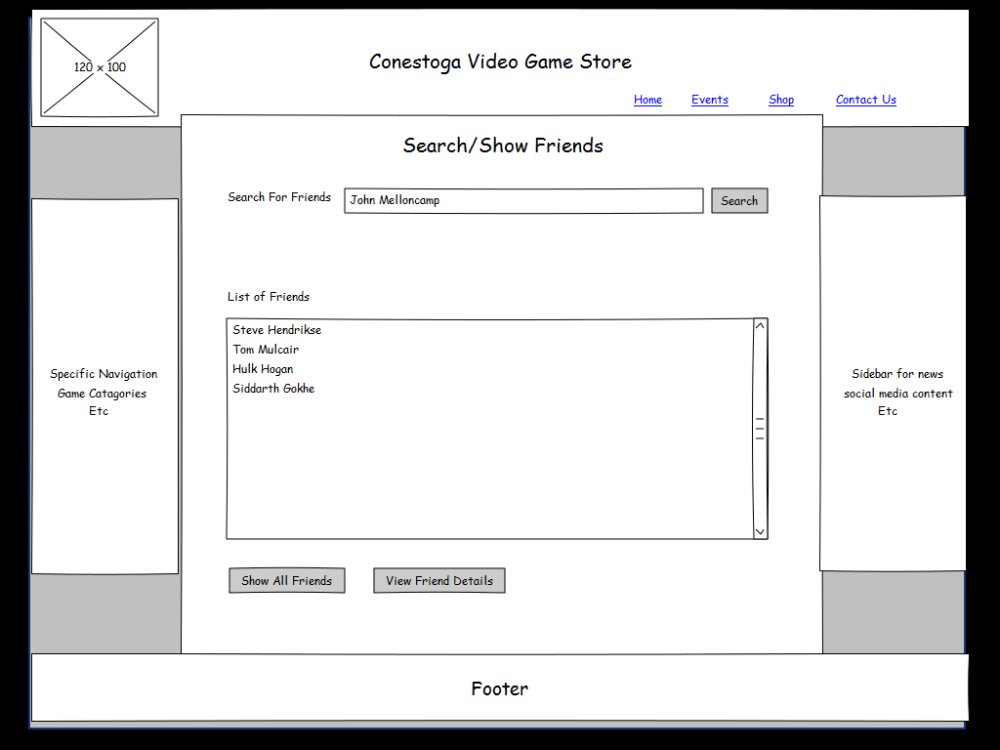 120 x 100
Conestoga Video Game Store
Home Events Shop Contact Us
Search/Show Friends
Search For Friends John Melloncamp Search
List of Friends
Steve Hendrikse
Tom Mulcair
Hulk Hogan
Siddarth Gokhe
Specific Navigation
Game Catagories
Etc
Sidebar for news
social media content
Etc
Show All Friends View Friend Details
Footer